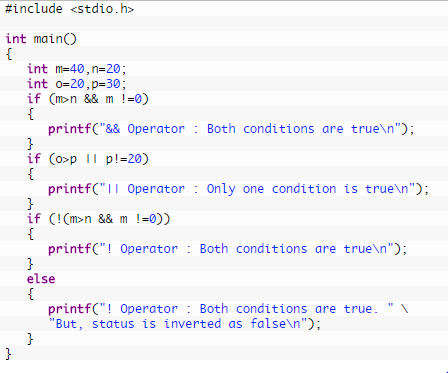 #include <stdio.h>
int main()
{
int m=40,n=20;
int o=20,p=30;
if (m>n && m !=0)
{
printf("&& Operator : Both conditions are true\n");
}
if (o>p || p!=20)
{
printf("|| Operator : Only one condition is true\n");
}
if (!(m>n && m !=0))
{
printf("! Operator : Both conditions are true\n");
}
else
{
printf("! Operator : Both conditions are true. " \
"But, status is inverted as false\n");
}
}